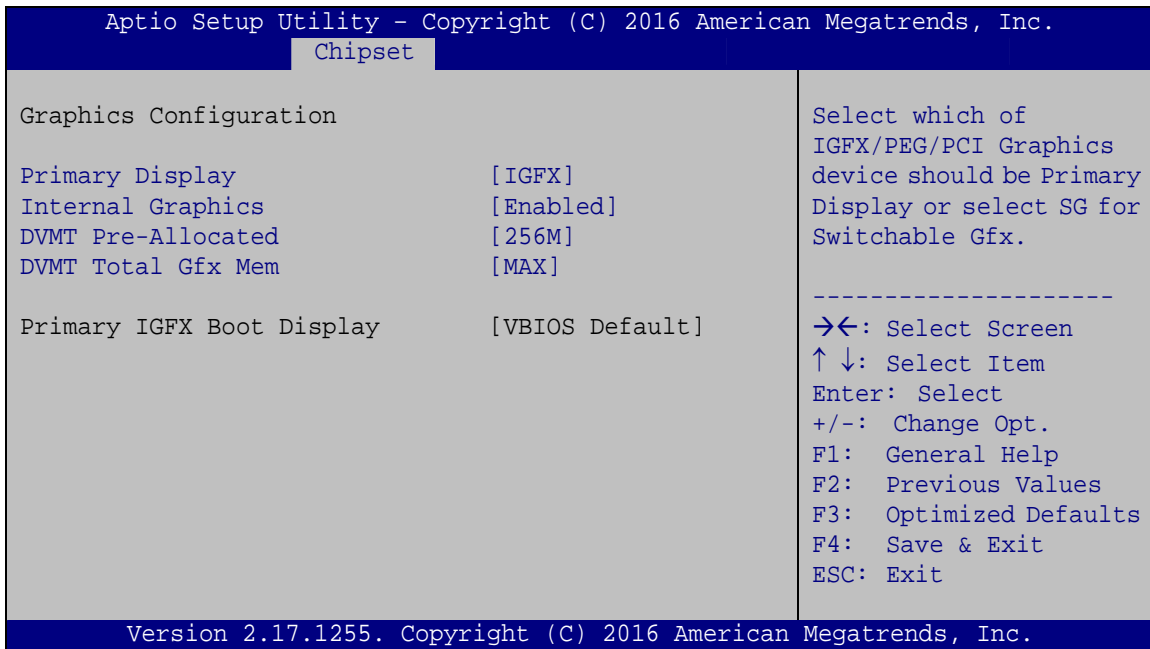 Aptio Setup Utility – Copyright (C) 2016 American Megatrends, Inc.
Chipset
Graphics Configuration
Primary Display [IGFX]
Internal Graphics [Enabled]
DVMT Pre-Allocated [256M]
DVMT Total Gfx Mem [MAX]
Primary IGFX Boot Display [VBIOS Default]
Select which of
IGFX/PEG/PCI Graphics
device should be Primary
Display or select SG for
Switchable Gfx.
---------------------
→←: Select Screen
↑ ↓: Select Item
Enter: Select
+/-: Change Opt.
F1: General Help
F2: Previous Values
F3: Optimized Defaults
F4: Save & Exit
ESC: Exit
Version 2.17.1255. Copyright (C) 2016 American Megatrends, Inc.